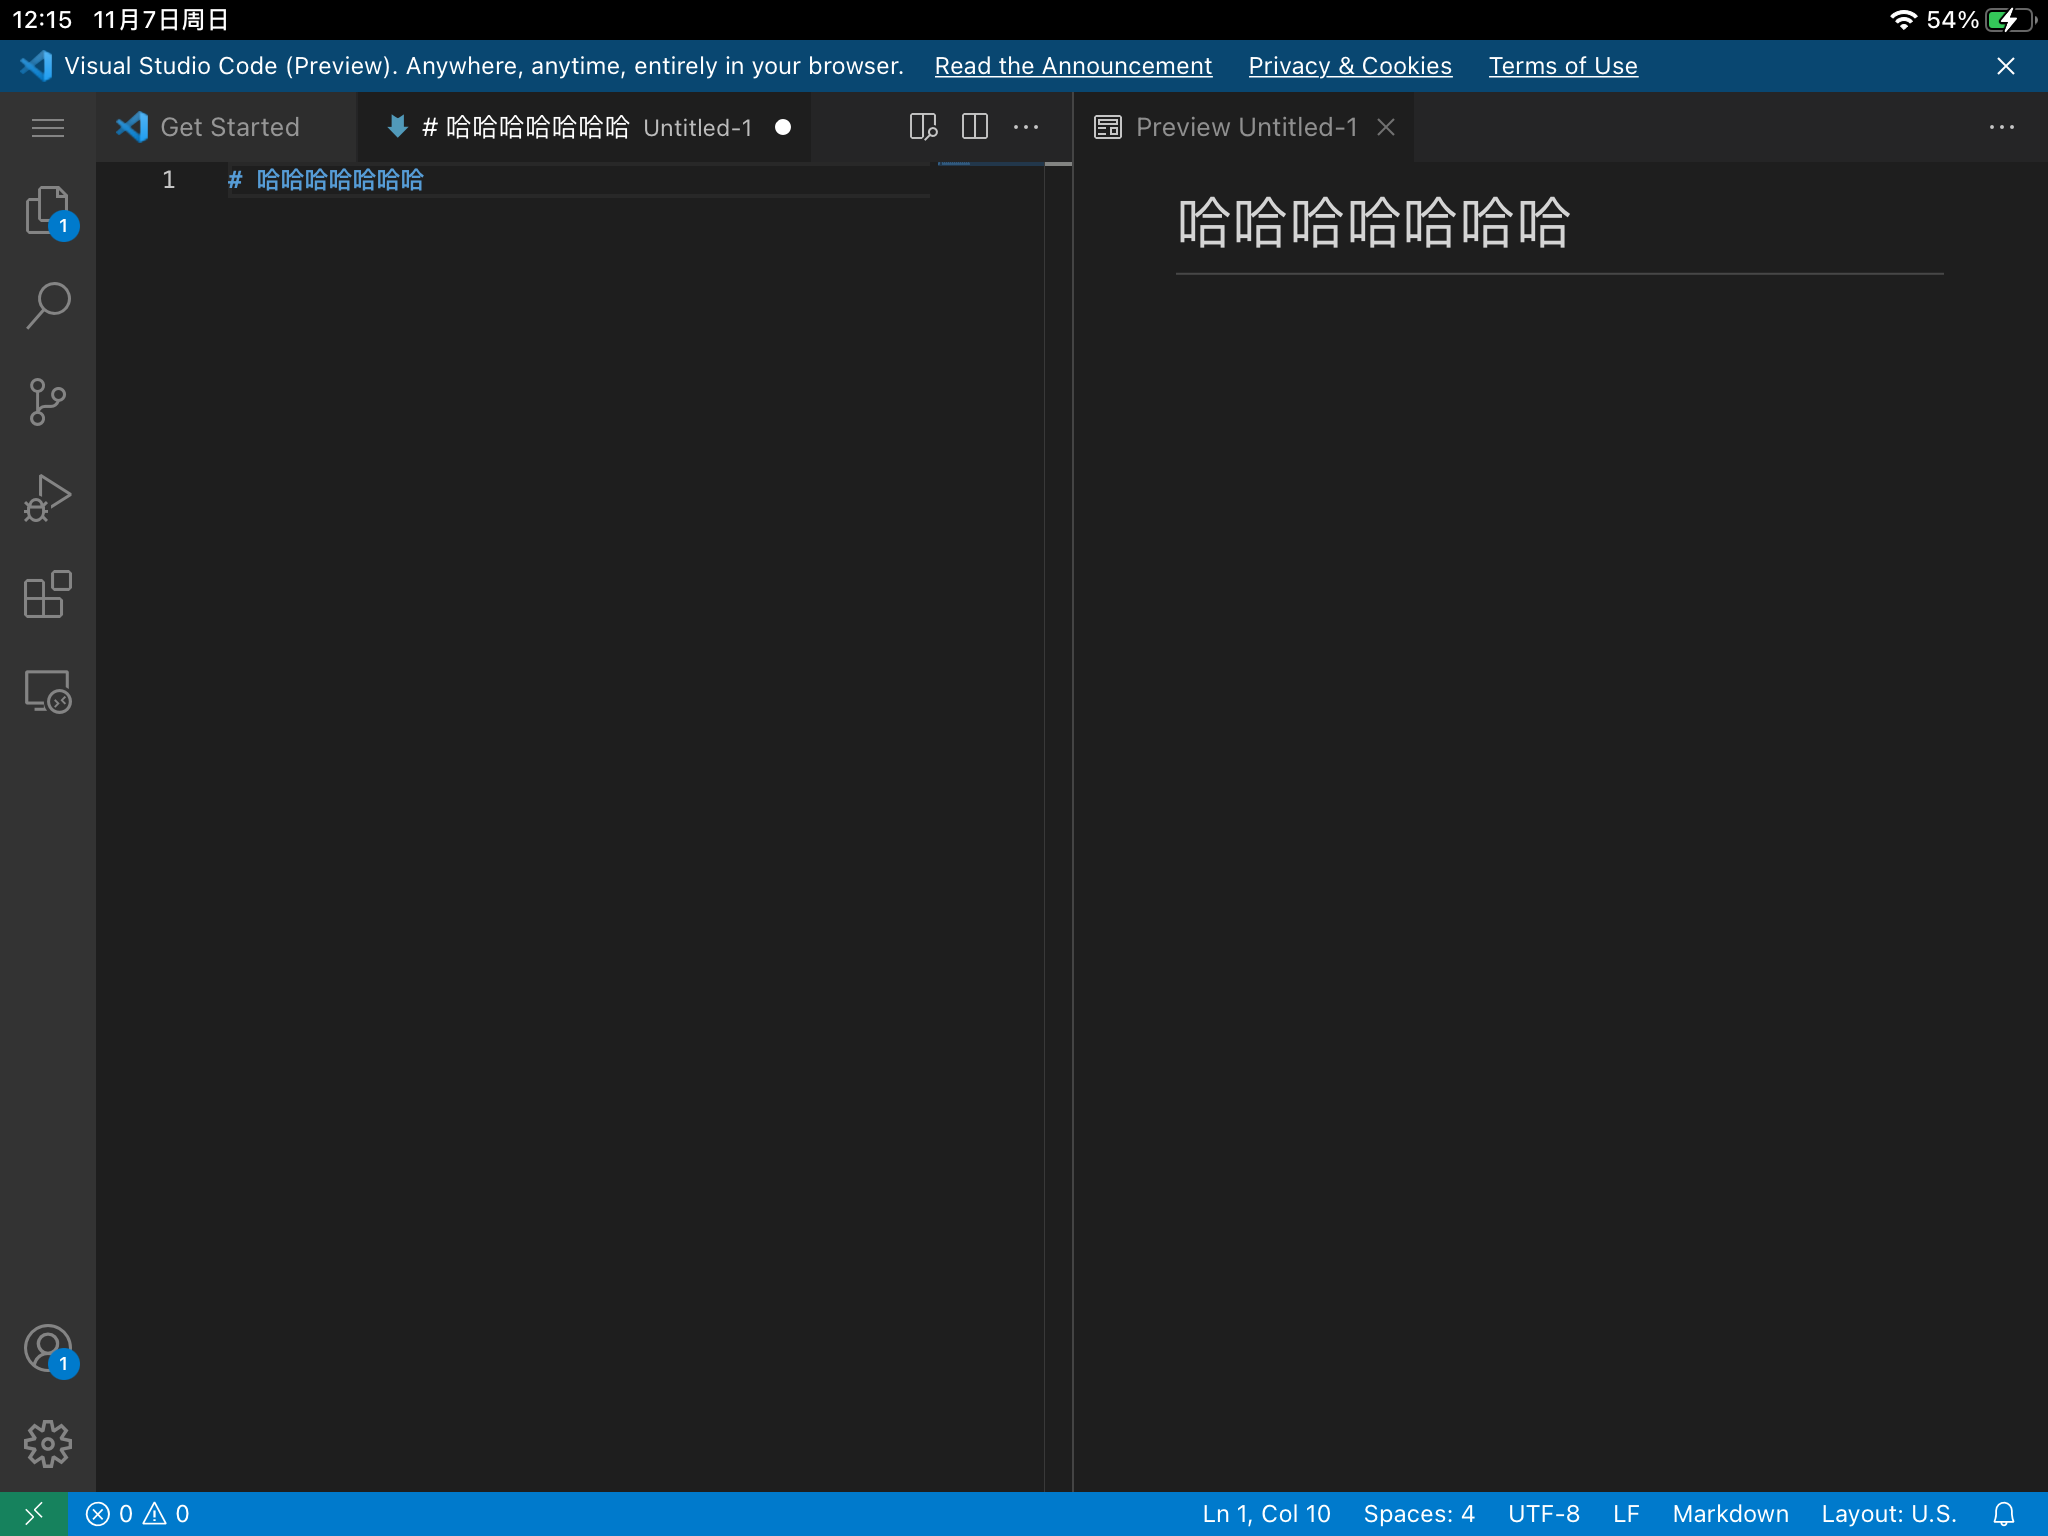 12:15 11月7日周日 54%
Visual Studio Code (Preview). Anywhere, anytime, entirely in your browser. Read the Announcement Privacy & Cookies Terms of Use
Get Started # 哈哈哈哈哈哈哈 Untitled-1 Preview Untitled-1
1 # 哈哈哈哈哈哈哈
哈哈哈哈哈哈哈
1
1
0 0 Ln 1, Col 10 Spaces: 4 UTF-8 LF Markdown Layout: U.S.